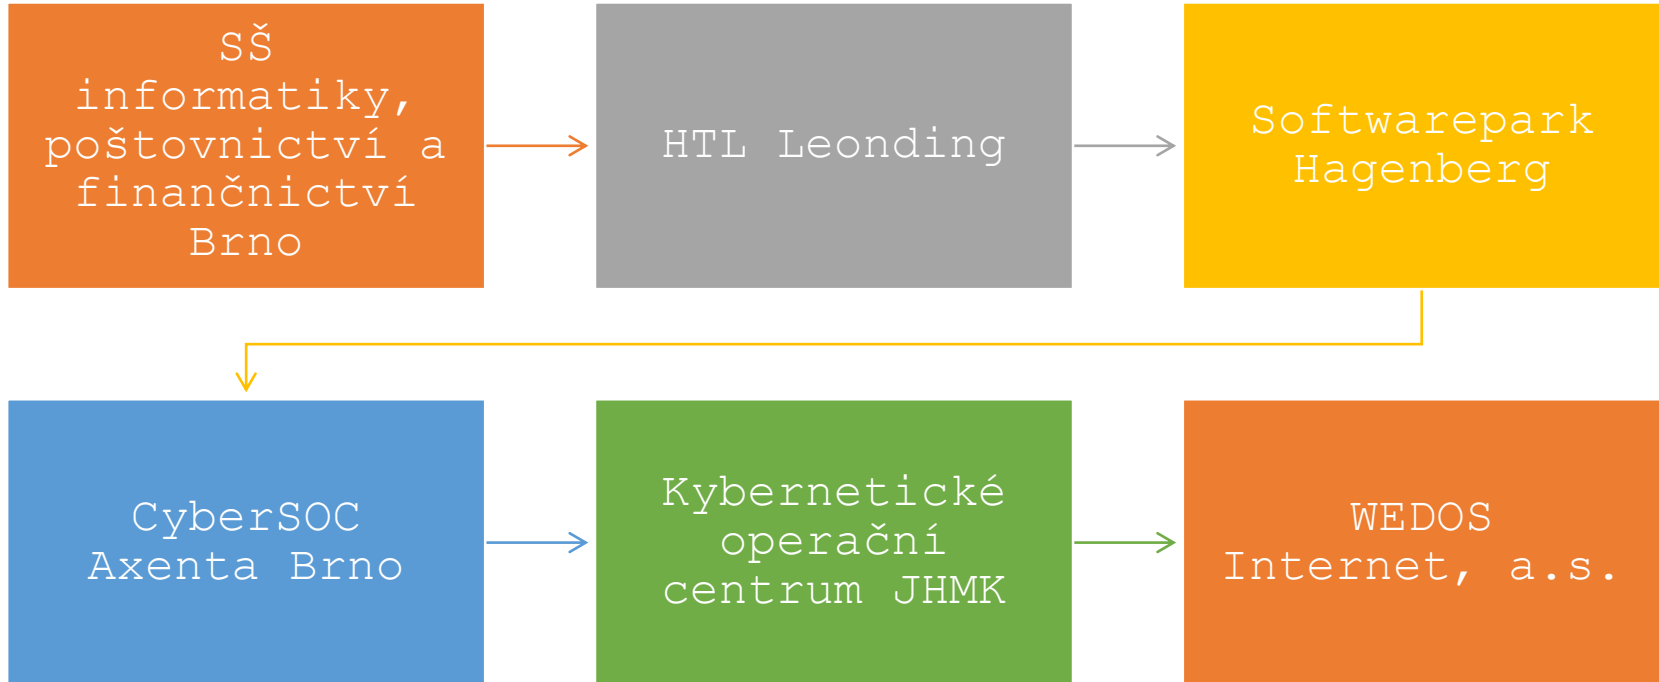 SŠ
informatiky,
poštovnictví a
finančnictví
Brno
HTL Leonding
Softwarepark
Hagenberg
CyberSOC
Axenta Brno
Kybernetické
operační
centrum JHMK
WEDOS
Internet, a.s.